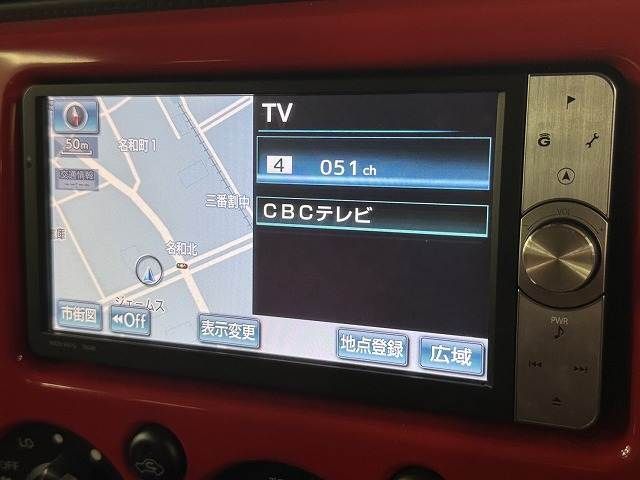 TV
50m
名和町1
交通情報
4 051ch
三番割中
CBCテレビ
名和北
ジェームス
市街図
Off
表示変更
地点登録
広域
VOL
PWR
OFF